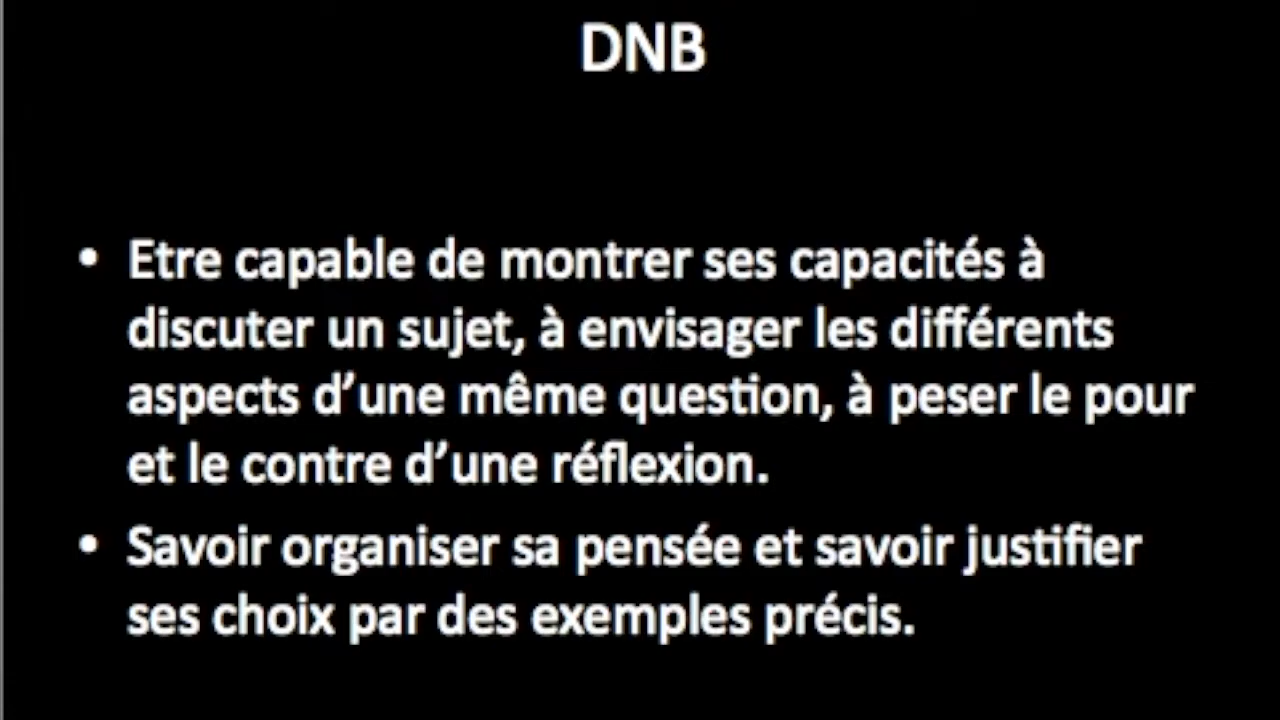 DNB
• Etre capable de montrer ses capacités à
discuter un sujet, à envisager les différents
aspects d’une même question, à peser le pour
et le contre d’une réflexion.
• Savoir organiser sa pensée et savoir justifier
ses choix par des exemples précis.